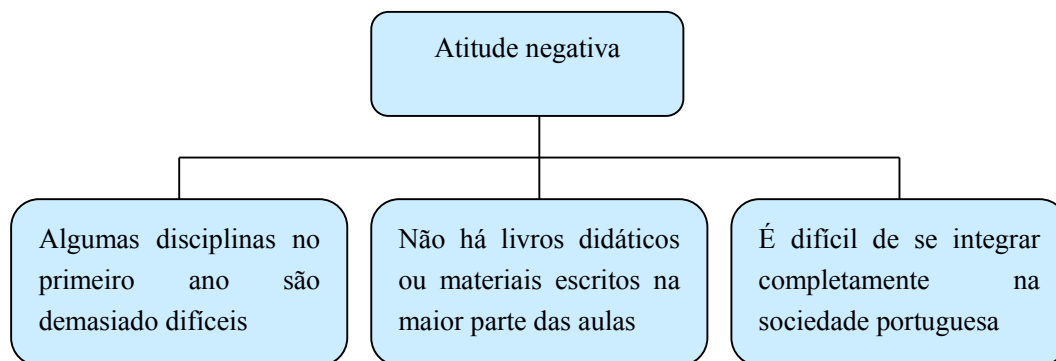 Atitude negativa
Algumas disciplinas no
primeiro ano são
demasiado difíceis
Não há livros didáticos
ou materiais escritos na
maior parte das aulas
É difícil de se integrar
completamente na
sociedade portuguesa